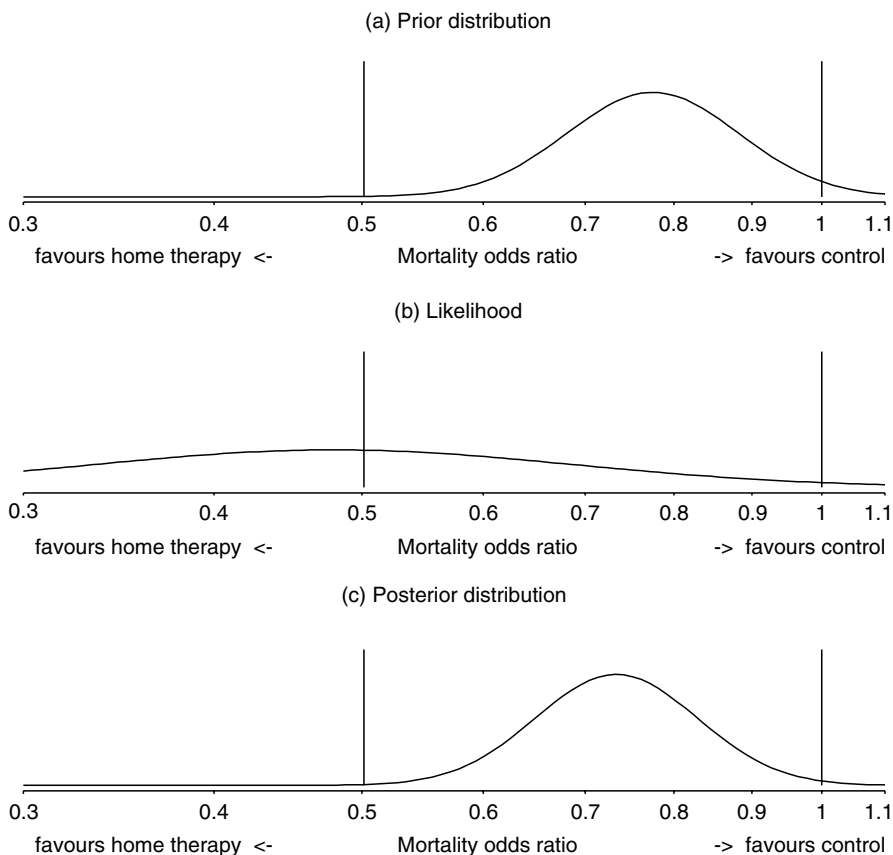 (a) Prior distribution
0.3 0.4 0.5 0.6 0.7 0.8 0.9 1 1.1
favours home therapy <- Mortality odds ratio -> favours control
(b) Likelihood
0.3 0.4 0.5 0.6 0.7 0.8 0.9 1 1.1
favours home therapy <- Mortality odds ratio -> favours control
(c) Posterior distribution
0.3 0.4 0.5 0.6 0.7 0.8 0.9 1 1.1
favours home therapy <- Mortality odds ratio -> favours control